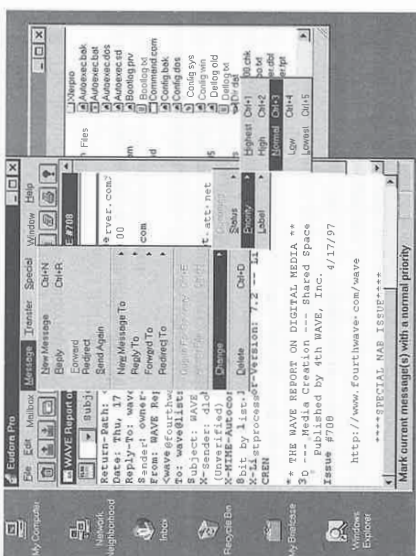 My Computer
Network Neighborhood
Inbox
Recycle Bin
My Briefcase
Windows Explorer
Eudora Pro
File Edit Mailbox Message Transfer Special Window Help
WAVE Report on
E #708
Subj
New Message Ctrl+N
Reply Ctrl+R
Forward
Redirect
Send Again
New Message To
Reply To
Forward To
Redirect To
Change
Delete Ctrl+D
Status
Priority
Label
Highest Ctrl+1
High Ctrl+2
Normal Ctrl+3
Low Ctrl+4
Lowest Ctrl+5
Return-Path:
Date: Thu, 17
Reply-To: wave
Sender: owner-
From: WAVE Rep
<wave@fourthw
To: wave@list
Subject: WAVE
X-Sender: dlo
(Unverified)
X-MIME-Autocon
8bit by list.
X-Listprocessor-Version: 7.2 -- Li
CREN
erver.com?
00
com
t.att.net
** THE WAVE REPORT ON DIGITAL MEDIA **
3D --- Media Creation --- Shared Space
Published by 4th WAVE, Inc.
Issue #708 4/17/97
http://www.fourthwave.com/wave
*****SPECIAL NAB ISSUE****
Mark current message(s) with a normal priority
Files
XYerpro
Autoexec.bak
Autoexec.bat
Autoexec.dos
Autoexec.sd
Bootlog.prv
Bootlog.txt
Command.com
Config.bak
Config.dos
Config.sys
Config.win
Detlog.old
Detlog.txt